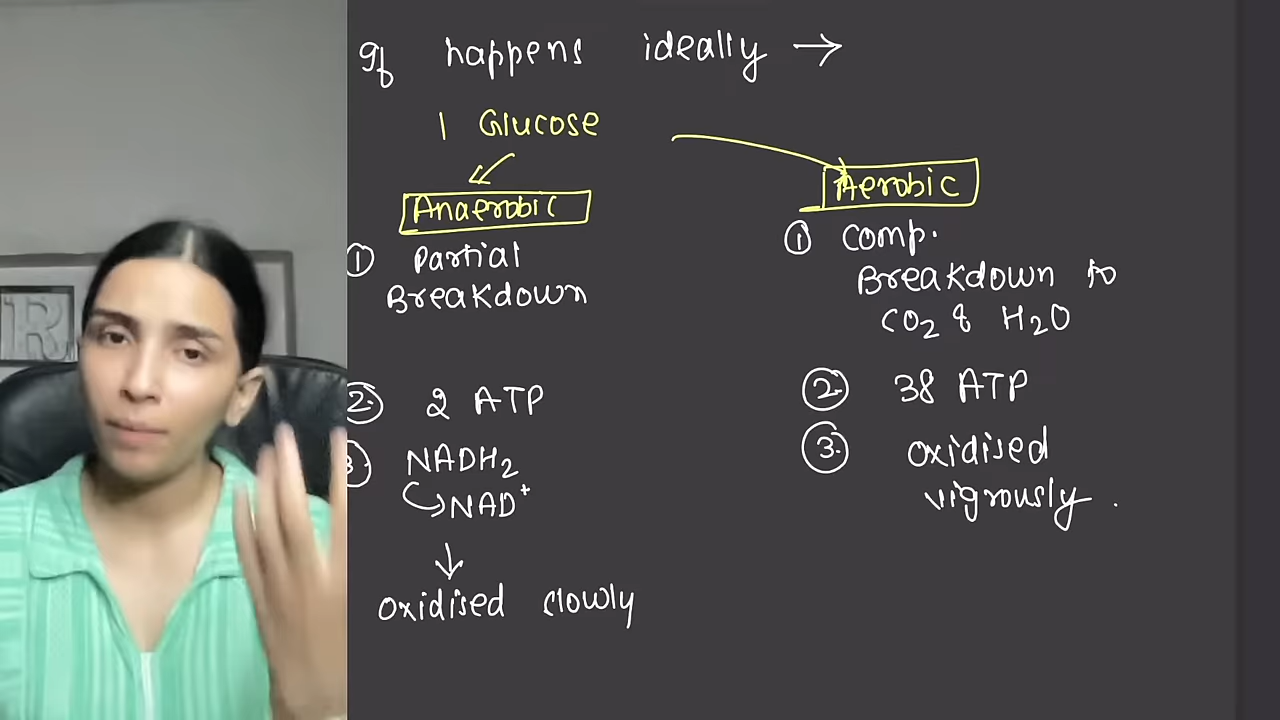 If happens ideally →
1 Glucose
Anaerobic
① Partial
Breakdown
②. 2 ATP
③. NADH₂
↳NAD⁺
↓
oxidised slowly
Aerobic
① comp.
Breakdown to
CO₂ & H₂O
②. 38 ATP
③. oxidised
vigrously.
R